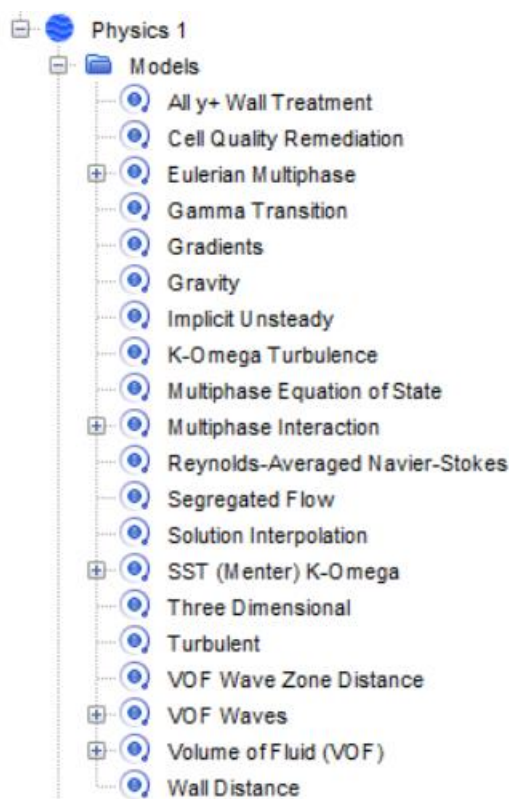 Physics 1
Models
All y+ Wall Treatment
Cell Quality Remediation
Eulerian Multiphase
Gamma Transition
Gradients
Gravity
Implicit Unsteady
K-Omega Turbulence
Multiphase Equation of State
Multiphase Interaction
Reynolds-Averaged Navier-Stokes
Segregated Flow
Solution Interpolation
SST (Menter) K-Omega
Three Dimensional
Turbulent
VOF Wave Zone Distance
VOF Waves
Volume of Fluid (VOF)
Wall Distance